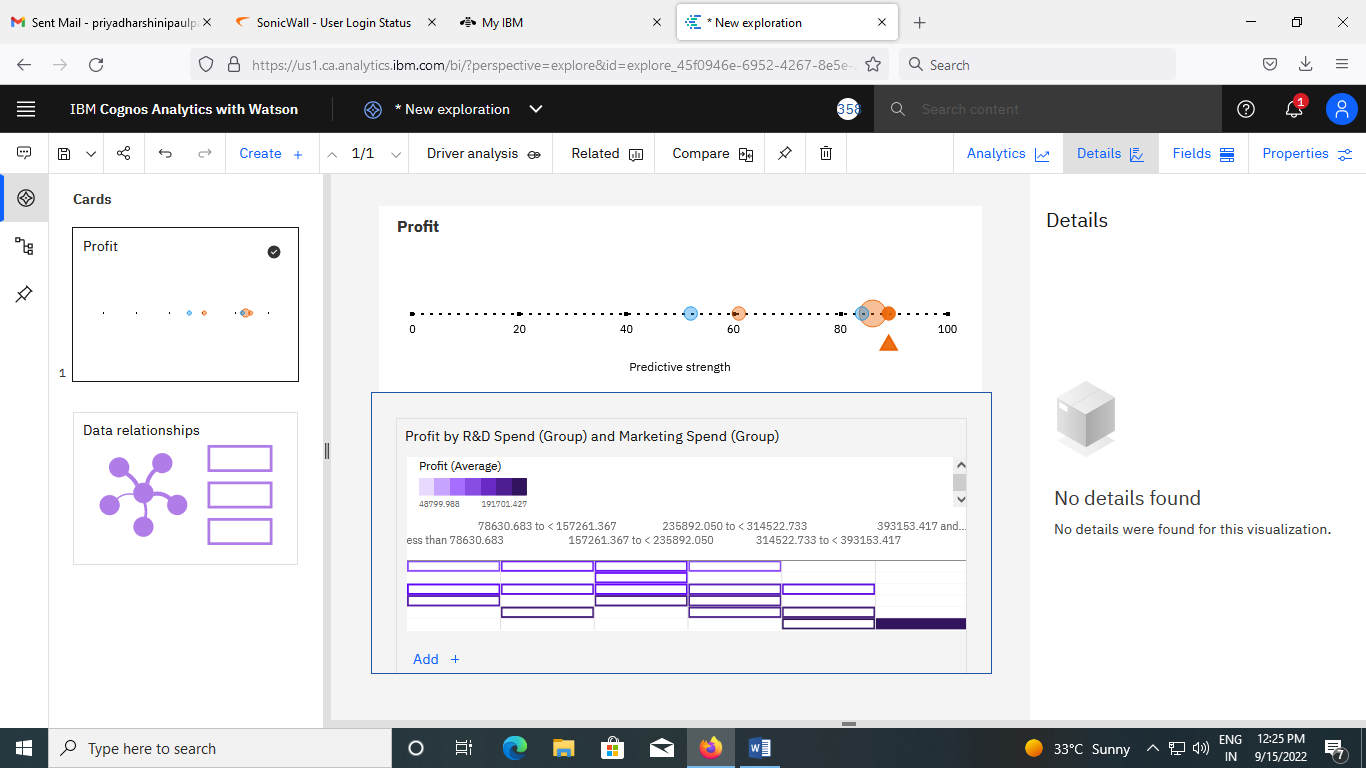 Sent Mail - priyadharshinipaulpa
SonicWall - User Login Status
My IBM
* New exploration
https://us1.ca.analytics.ibm.com/bi/?perspective=explore&id=explore_45f0946e-6952-4267-8e5e-
Search
IBM Cognos Analytics with Watson
* New exploration
358
Search content
1
Create +
1/1
Driver analysis
Related
Compare
Analytics
Details
Fields
Properties
Cards
Profit
1
Data relationships
Profit
0 20 40 60 80 100
Predictive strength
Profit by R&D Spend (Group) and Marketing Spend (Group)
Profit (Average)
48799.988 191701.427
78630.683 to < 157261.367 235892.050 to < 314522.733 393153.417 and...
ess than 78630.683 157261.367 to < 235892.050 314522.733 to < 393153.417
Add +
Details
No details found
No details were found for this visualization.
Type here to search
33°C Sunny
ENG
IN
12:25 PM
9/15/2022
7